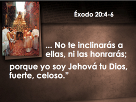 Éxodo 20:4-6
... No te inclinarás a
ellas, ni las honrarás;
porque yo soy Jehová tu Dios,
fuerte, celoso."